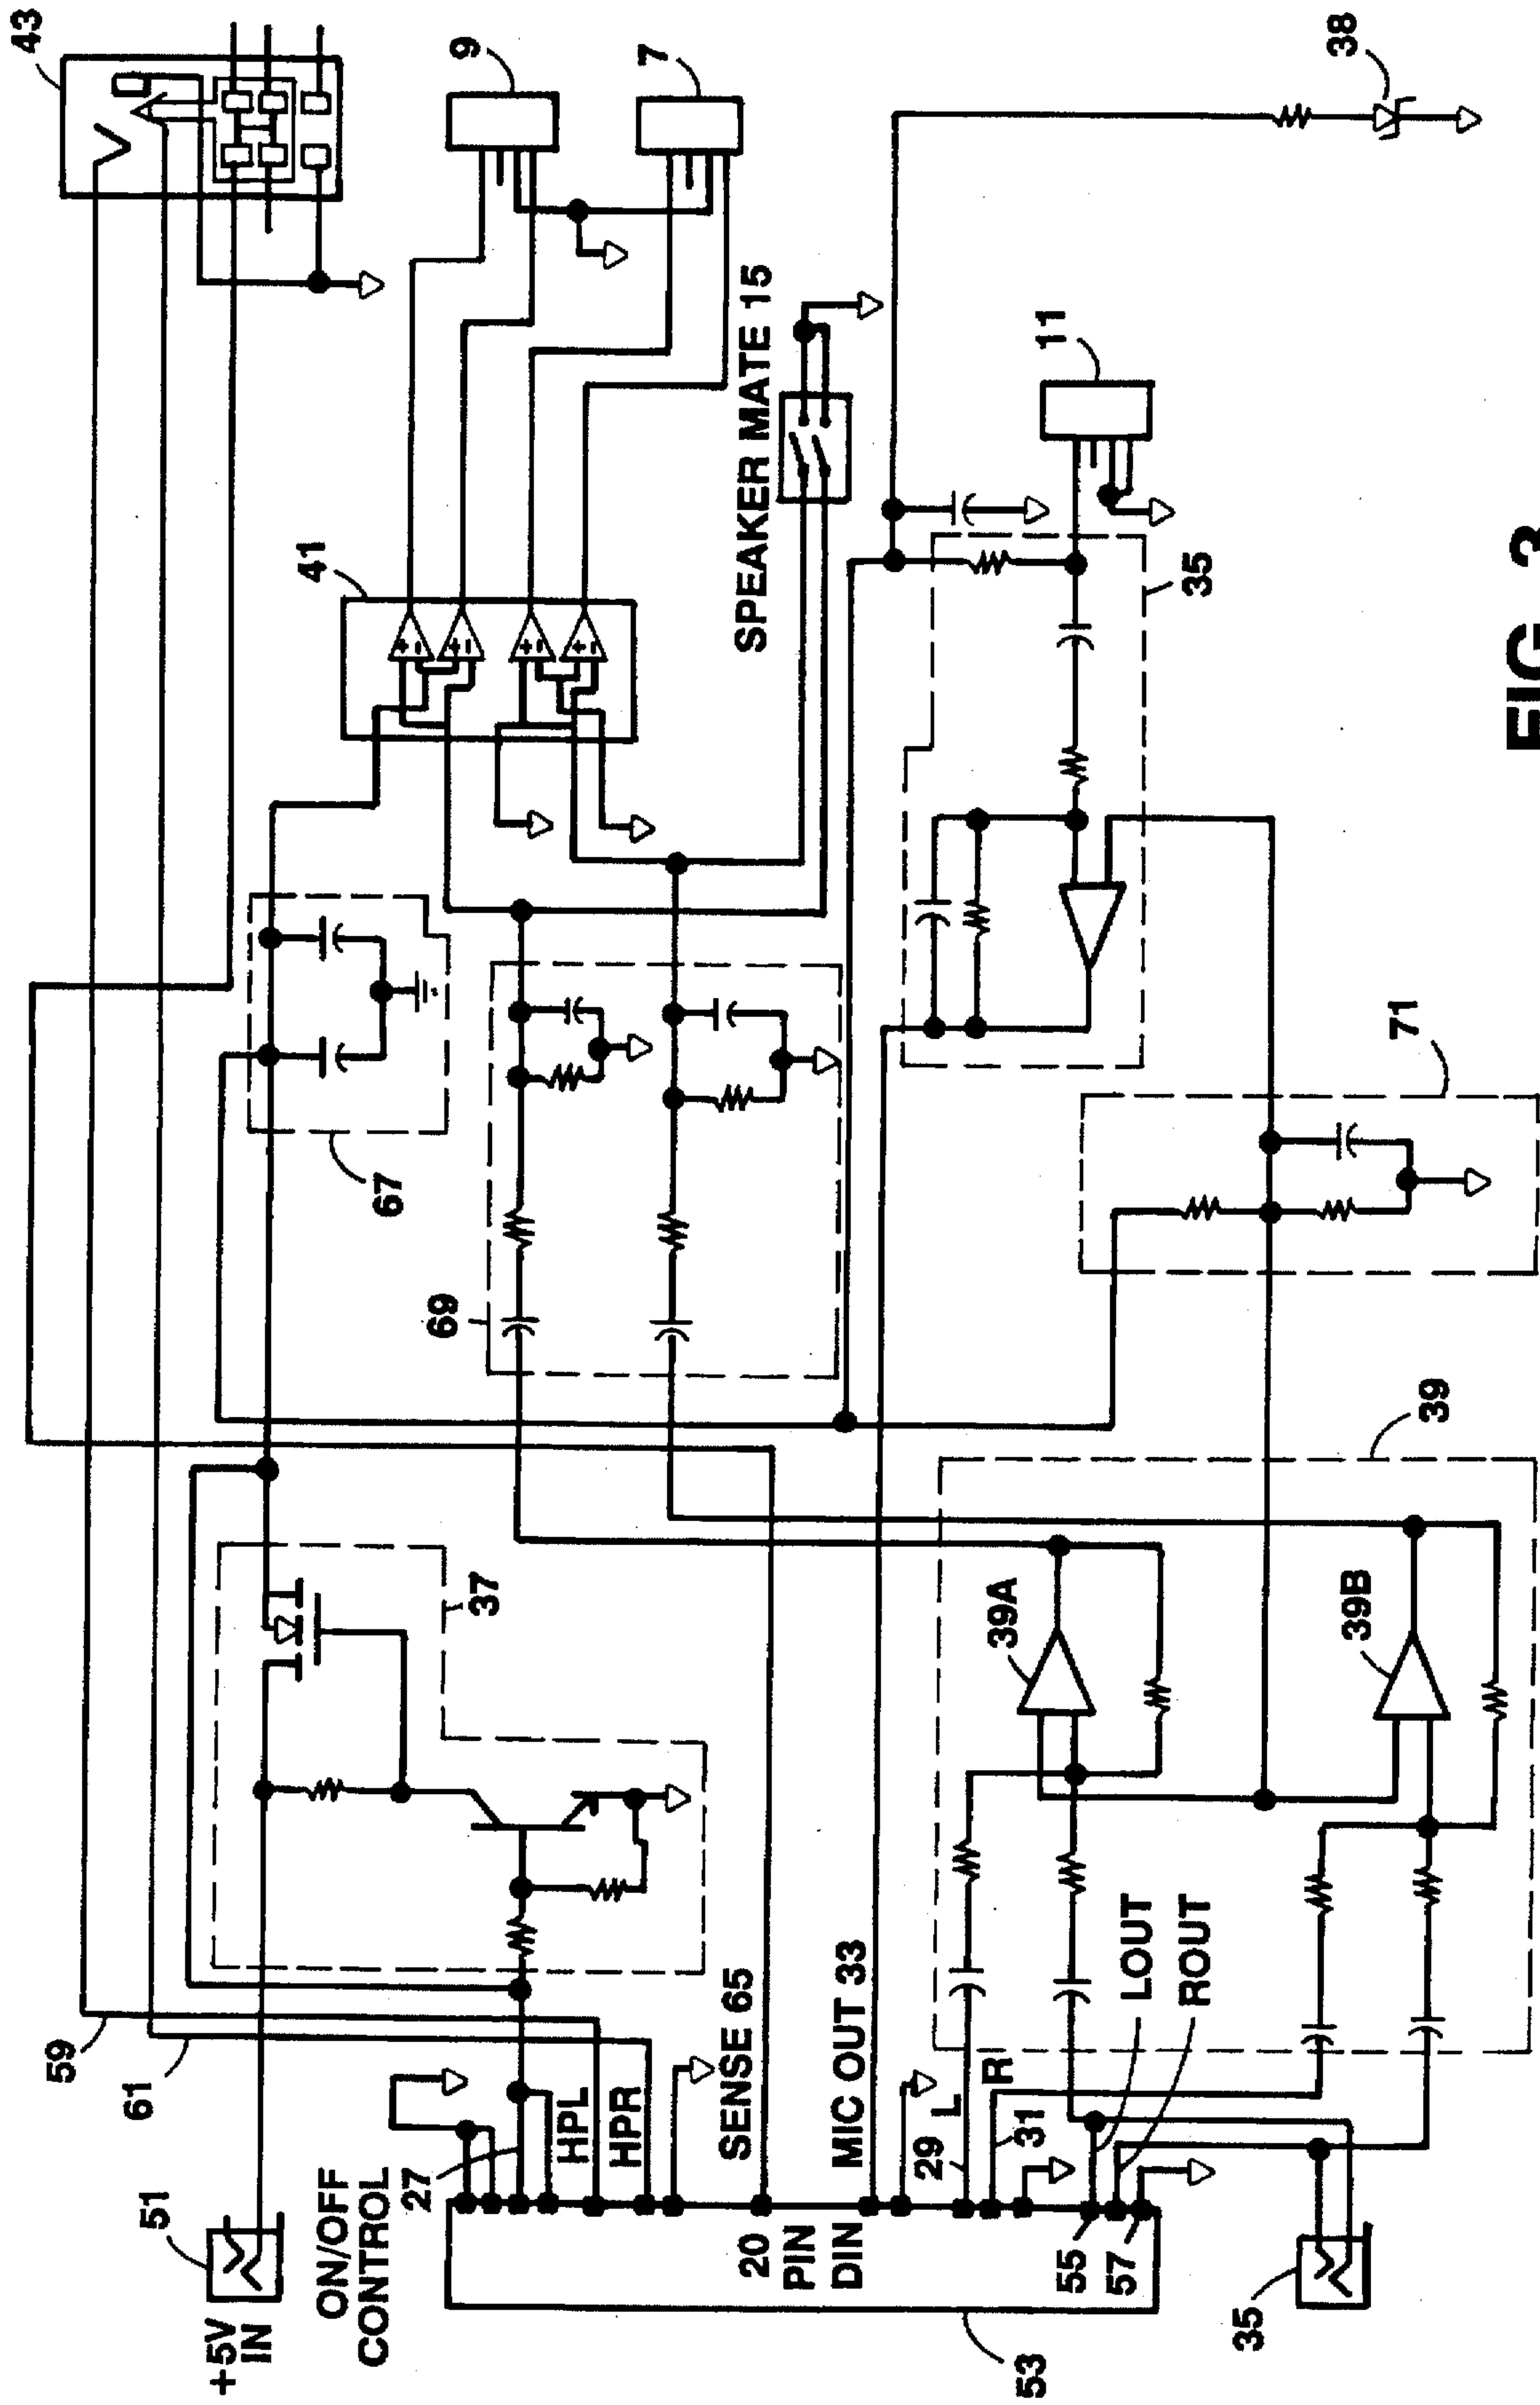 43
9
7
38
SPEAKER MATE 15
11
41
35
67
69
71
37
39
39A
39B
59
61
51
+5V
IN
ON/OFF
CONTROL
27
HPL
HPR
SENSE 65
20
PIN
DIN
MIC OUT 33
29
L
R
31
LOUT
ROUT
55
57
35
53
FIG. 3